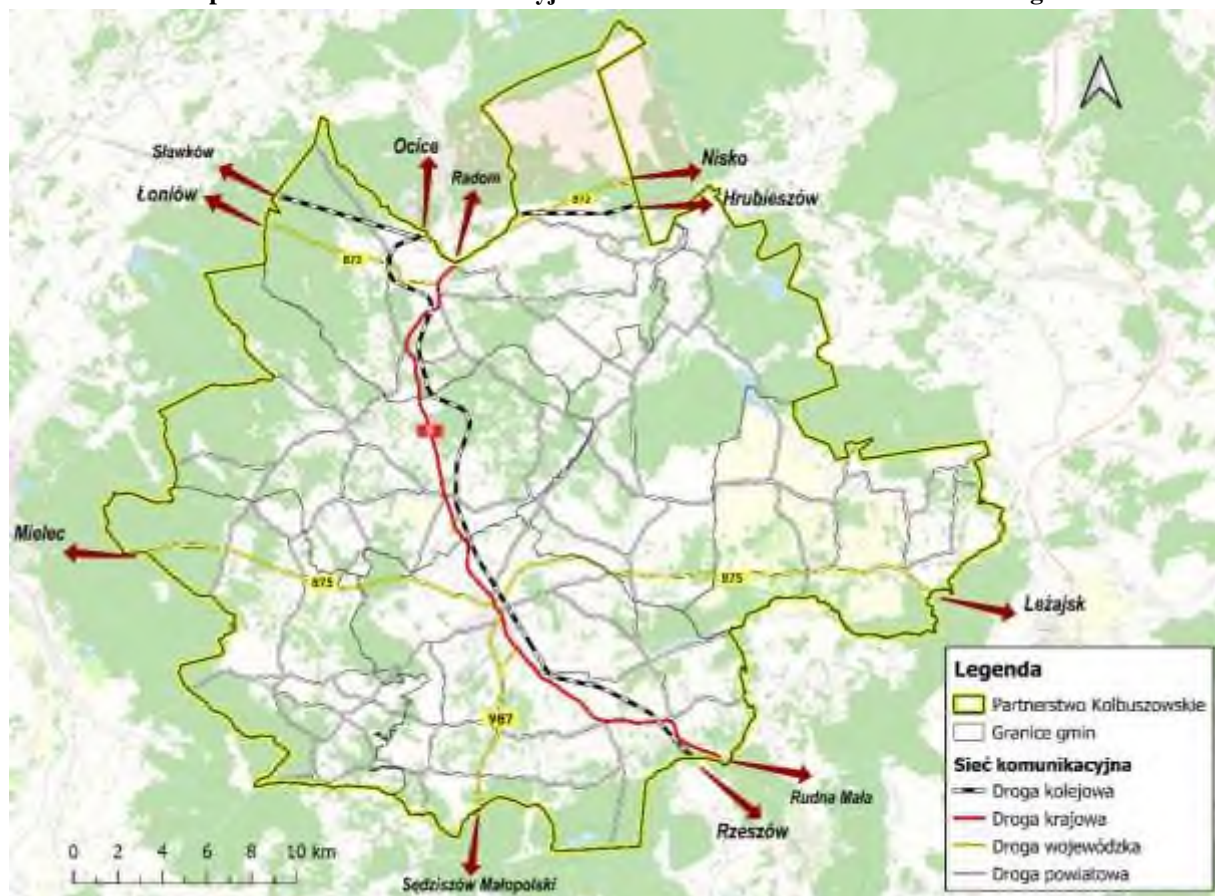 Ocice
Sławków
Radom
Nisko
Łoniów
Hrubieszów
872
872
Mielec
875
875
Leżajsk
987
Rudna Mała
Rzeszów
Sędziszów Małopolski
0 2 4 6 8 10 km
Legenda
Partnerstwo Kolbuszowskie
Granice gmin
Sieć komunikacyjna
Droga kolejowa
Droga krajowa
Droga wojewódzka
Droga powiatowa